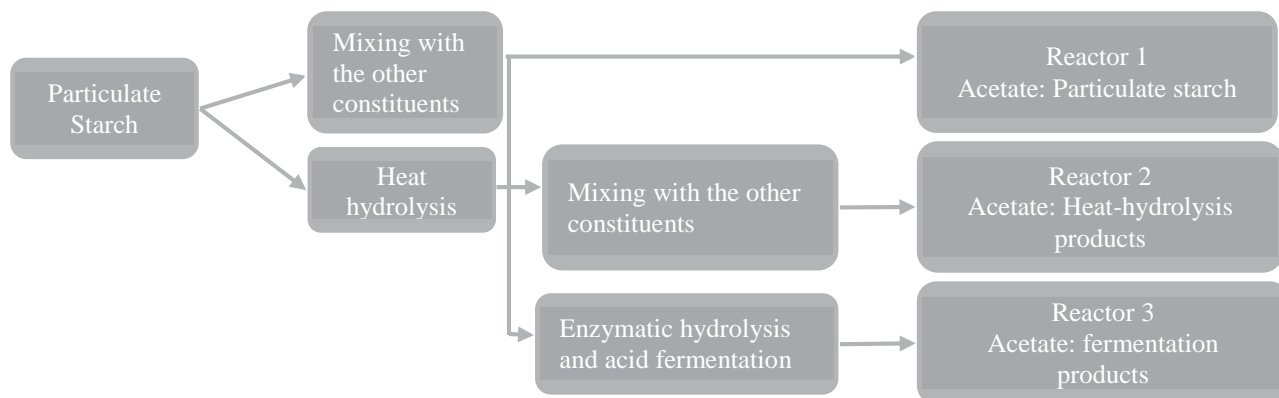 Particulate
Starch
Mixing with
the other
constituents
Heat
hydrolysis
Mixing with the other
constituents
Enzymatic hydrolysis
and acid fermentation
Reactor 1
Acetate: Particulate starch
Reactor 2
Acetate: Heat-hydrolysis
products
Reactor 3
Acetate: fermentation
products